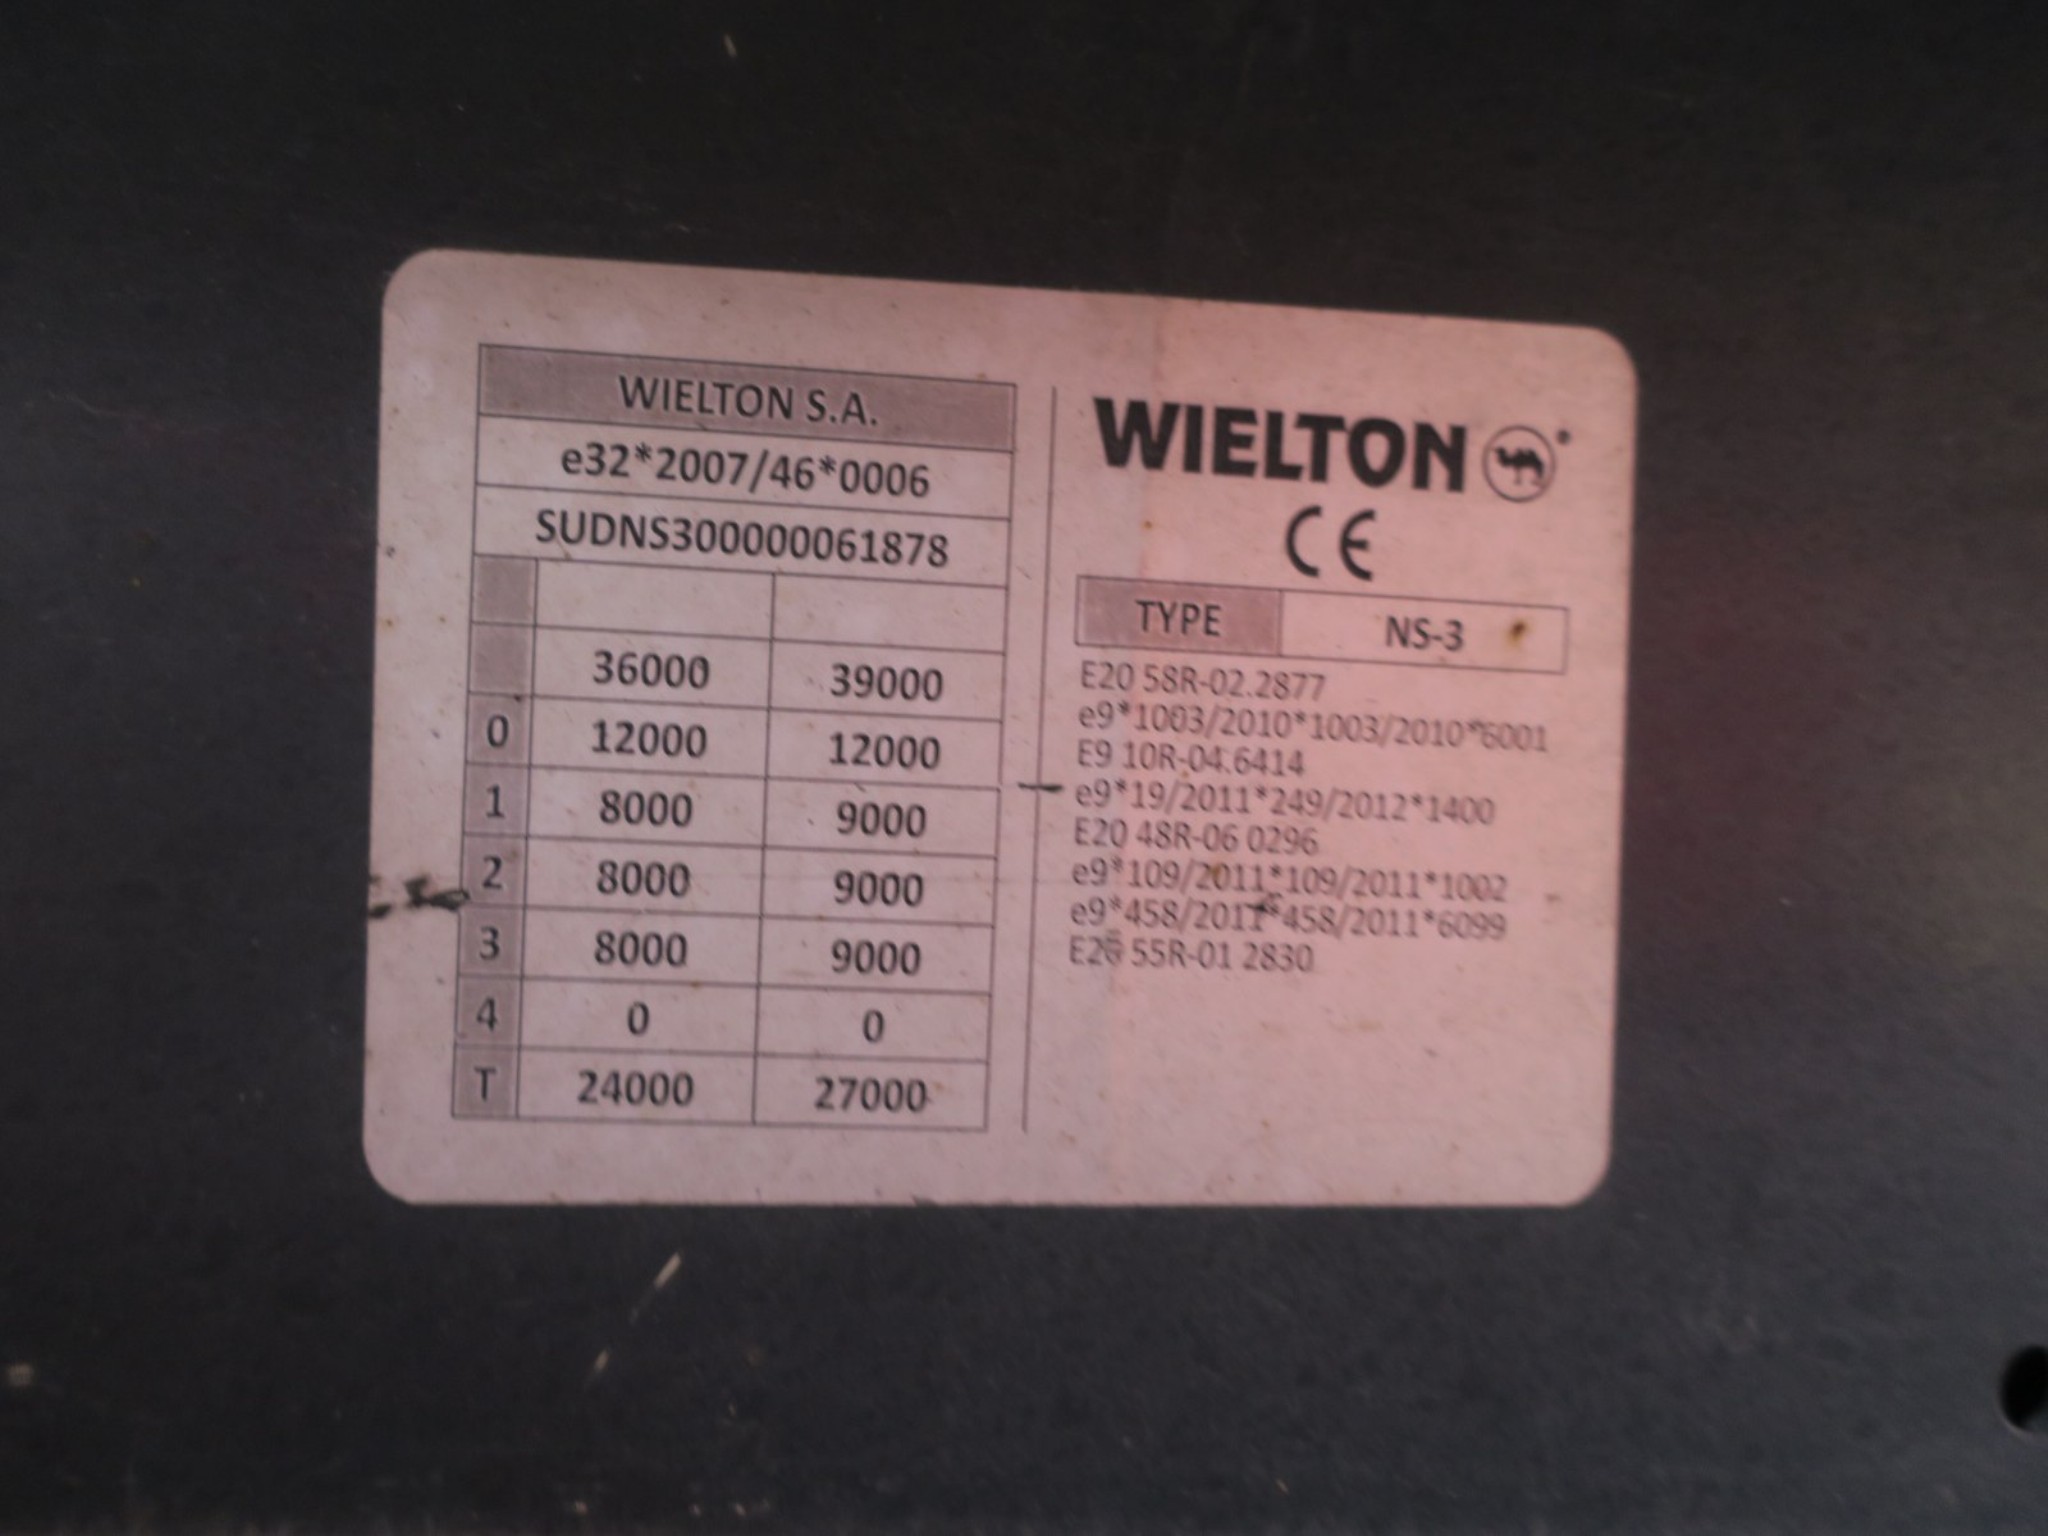 WIELTON S.A.
e32*2007/46*0006
SUDNS300000061878
36000 39000
0 12000 12000
1 8000 9000
2 8000 9000
3 8000 9000
4 0 0
T 24000 27000
WIELTON ®
CE
TYPE NS-3
E20 58R-02.2877
e9*1003/2010*1003/2010*6001
E9 10R-04.6414
e9*19/2011*249/2012*1400
E20 48R-06 0296
e9*109/2011*109/2011*1002
e9*458/2011*458/2011*6099
E20 55R-01 2830